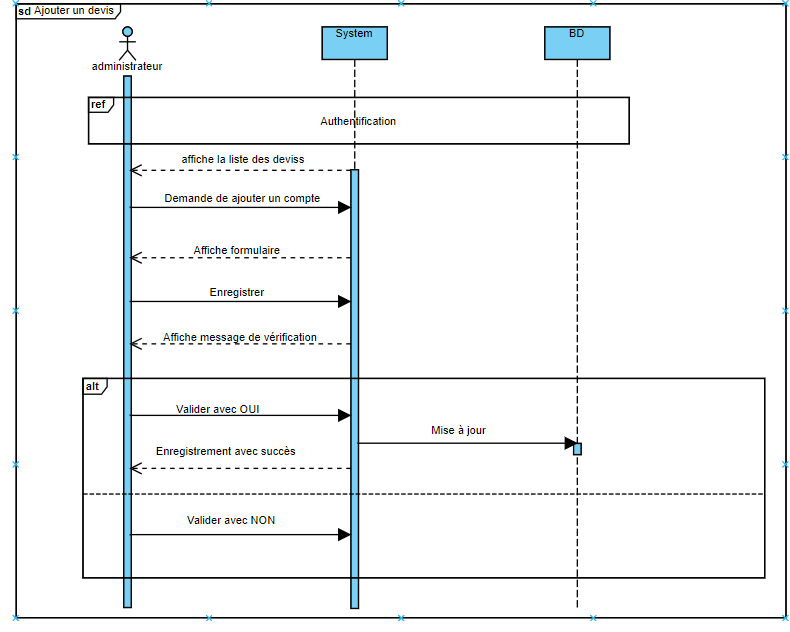 sd Ajouter un devis
System
BD
administrateur
ref
Authentification
affiche la liste des deviss
Demande de ajouter un compte
Affiche formulaire
Enregistrer
Affiche message de vérification
alt
Valider avec OUI
Mise à jour
Enregistrement avec succès
Valider avec NON